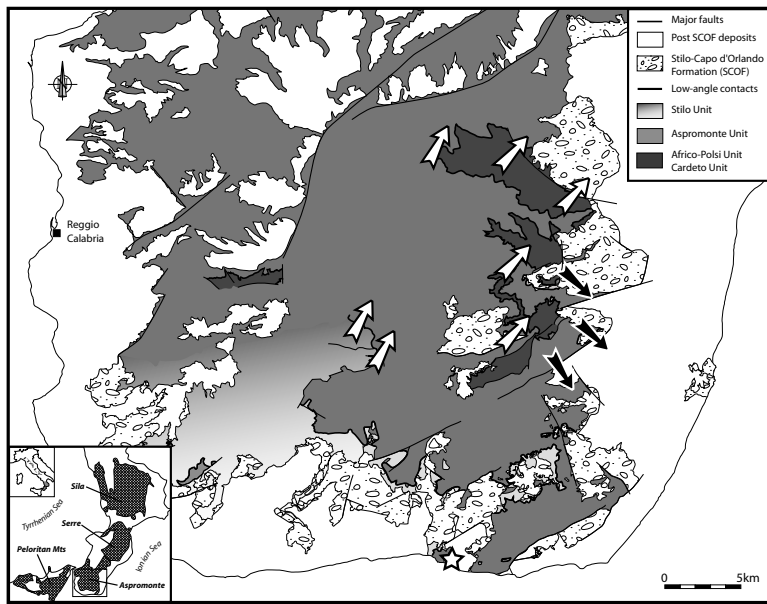 Major faults
Post SCOF deposits
Stilo-Capo d'Orlando
Formation (SCOF)
Low-angle contacts
Stilo Unit
Aspromonte Unit
Africo-Polsi Unit
Cardeto Unit
Reggio
Calabria
Sila
Tyrrhenian Sea
Serre
Peloritan Mts
Ionian Sea
Aspromonte
0 5km